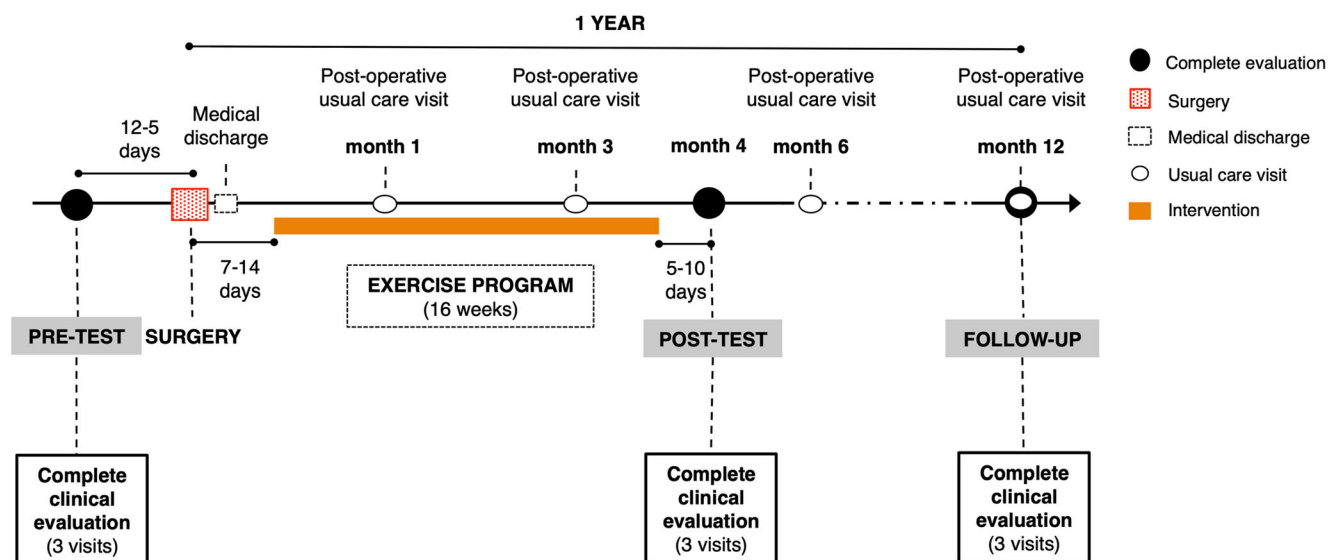 1 YEAR
Post-operative
usual care visit
Post-operative
usual care visit
Post-operative
usual care visit
Post-operative
usual care visit
Medical
discharge
12-5
days
month 1
month 3
month 4
month 6
month 12
7-14
days
EXERCISE PROGRAM
(16 weeks)
5-10
days
PRE-TEST
SURGERY
POST-TEST
FOLLOW-UP
Complete
clinical
evaluation
(3 visits)
Complete
clinical
evaluation
(3 visits)
Complete
clinical
evaluation
(3 visits)
Complete evaluation
Surgery
Medical discharge
Usual care visit
Intervention